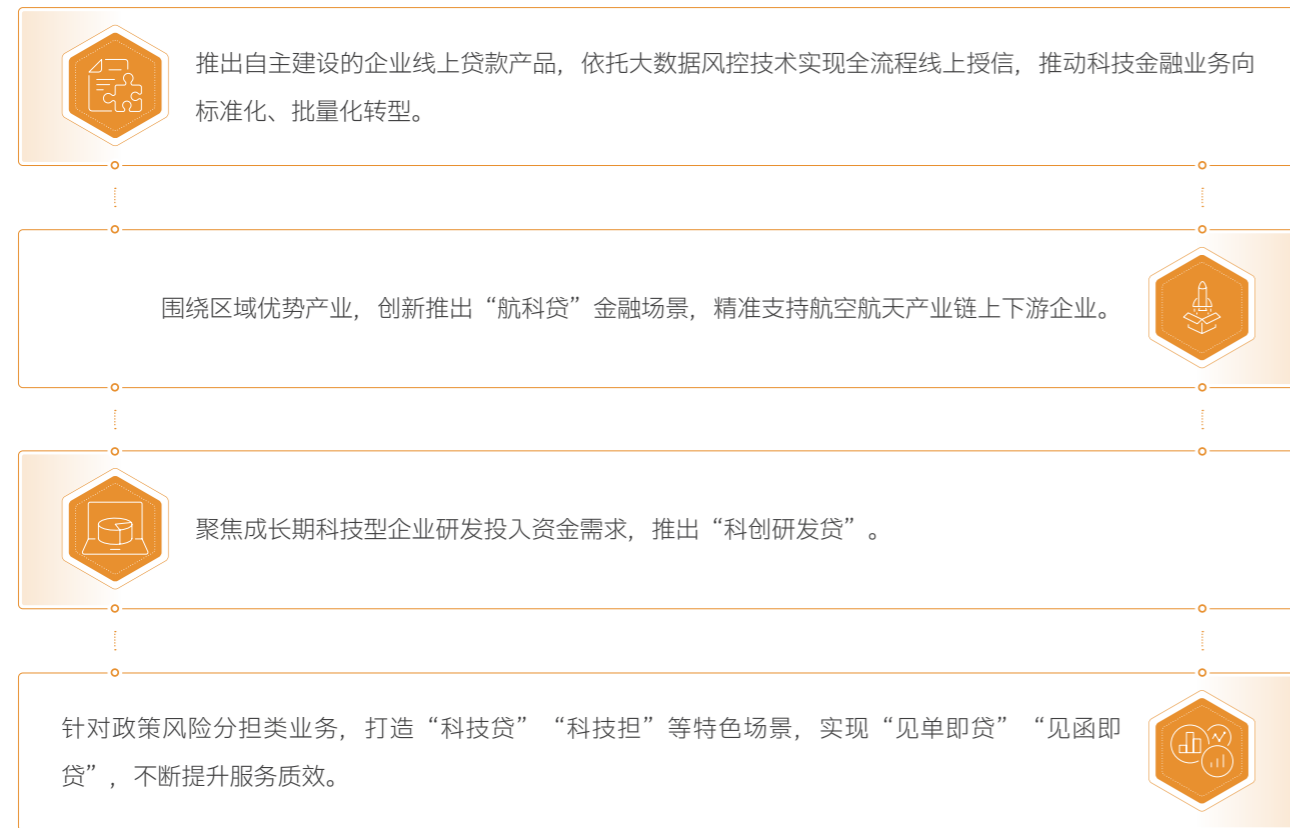 推出自主建设的企业线上贷款产品，依托大数据风控技术实现全流程线上授信，推动科技金融业务向
标准化、批量化转型。
围绕区域优势产业，创新推出“航科贷”金融场景，精准支持航空航天产业链上下游企业。
聚焦成长期科技型企业研发投入资金需求，推出“科创研发贷”。
针对政策风险分担类业务，打造“科技贷”“科技担”等特色场景，实现“见单即贷”“见函即
贷”，不断提升服务质效。